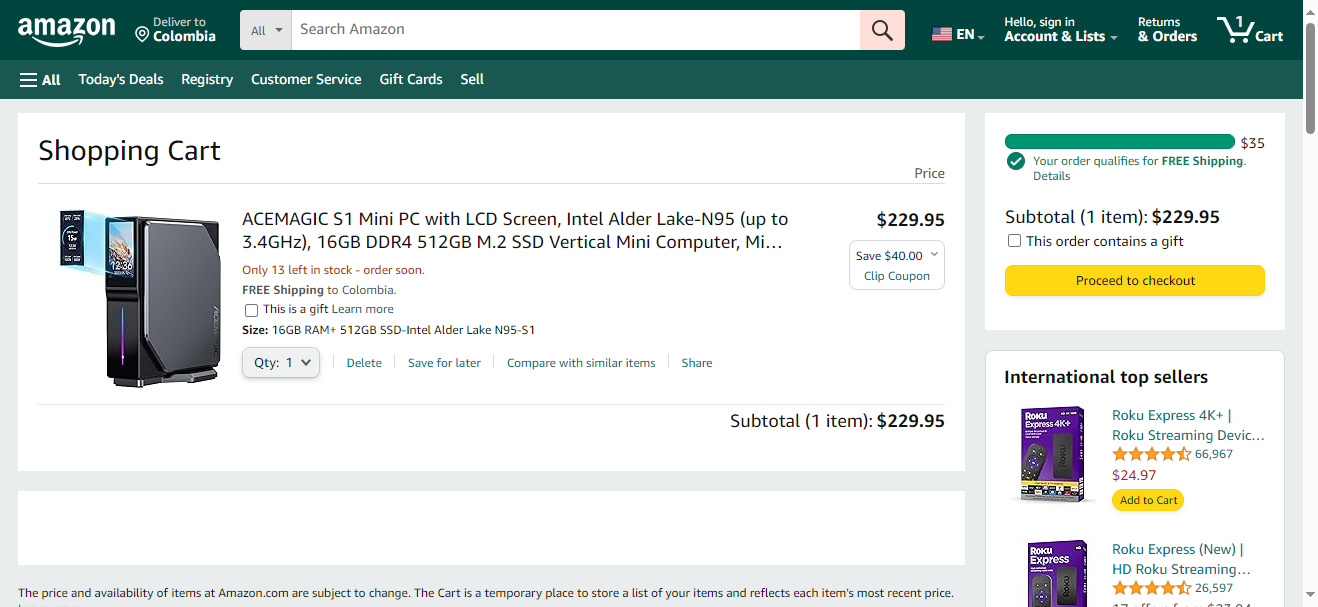 amazon
Deliver to
Colombia
All
Search Amazon
EN
Hello, sign in
Account & Lists
Returns
& Orders
1
Cart
All
Today's Deals
Registry
Customer Service
Gift Cards
Sell
Shopping Cart
Price
ACEMAGIC S1 Mini PC with LCD Screen, Intel Alder Lake-N95 (up to
3.4GHz), 16GB DDR4 512GB M.2 SSD Vertical Mini Computer, Mi…
$229.95
Save $40.00
Clip Coupon
Only 13 left in stock - order soon.
FREE Shipping to Colombia.
This is a gift Learn more
Size: 16GB RAM+ 512GB SSD-Intel Alder Lake N95-S1
Qty: 1
Delete
Save for later
Compare with similar items
Share
Subtotal (1 item): $229.95
The price and availability of items at Amazon.com are subject to change. The Cart is a temporary place to store a list of your items and reflects each item's most recent price.
$35
Your order qualifies for FREE Shipping.
Details
Subtotal (1 item): $229.95
This order contains a gift
Proceed to checkout
International top sellers
Roku
Express 4K+
Roku
Roku Express 4K+ |
Roku Streaming Devic…
66,967
$24.97
Add to Cart
Roku
Express
Roku
Roku Express (New) |
HD Roku Streaming…
26,597